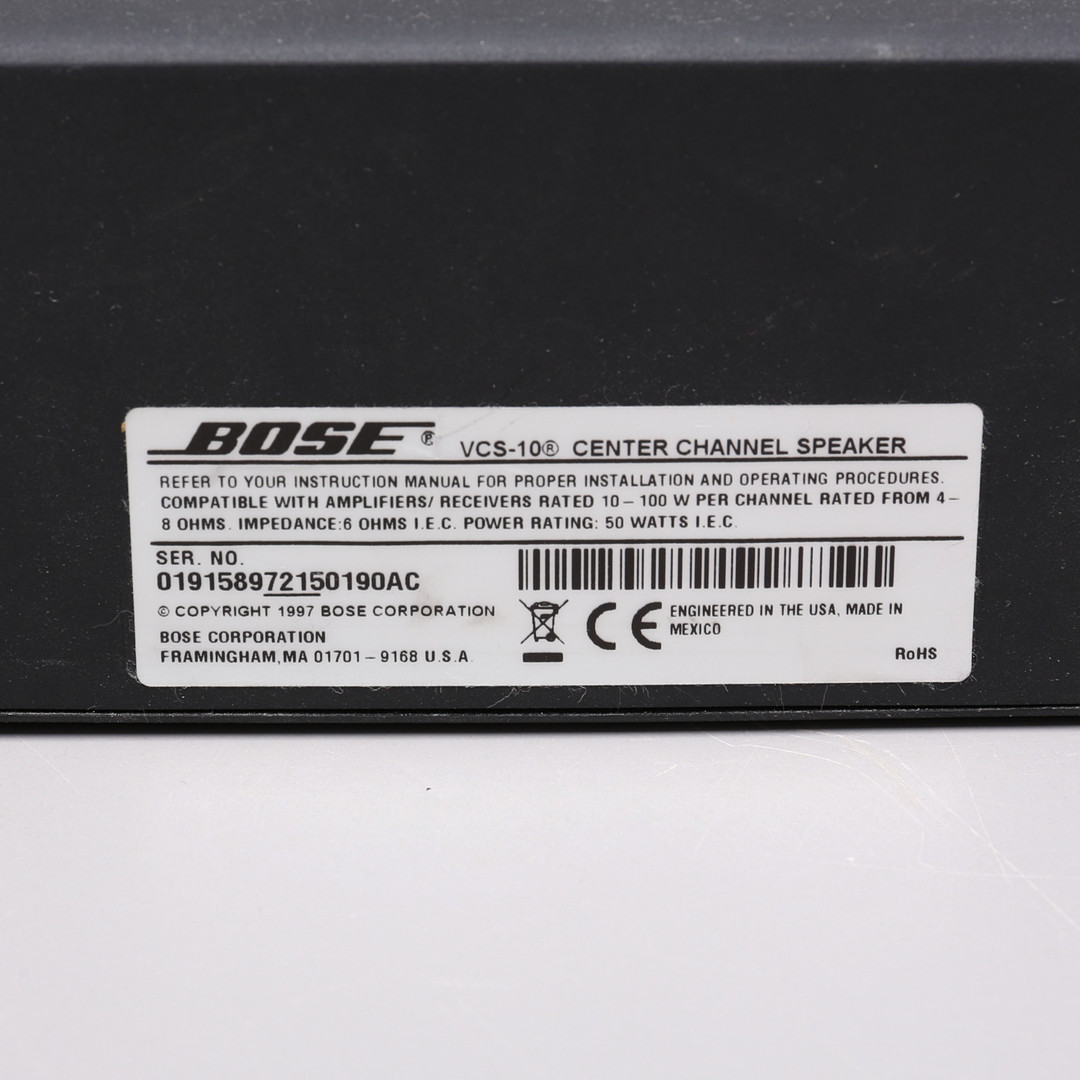 BOSE®
VCS-10® CENTER CHANNEL SPEAKER
REFER TO YOUR INSTRUCTION MANUAL FOR PROPER INSTALLATION AND OPERATING PROCEDURES.
COMPATIBLE WITH AMPLIFIERS/ RECEIVERS RATED 10–100 W PER CHANNEL RATED FROM 4–
8 OHMS. IMPEDANCE:6 OHMS I.E.C. POWER RATING: 50 WATTS I.E.C.
SER. NO.
019158972150190AC
© COPYRIGHT 1997 BOSE CORPORATION
BOSE CORPORATION
FRAMINGHAM,MA 01701–9168 U.S.A.
CE
ENGINEERED IN THE USA, MADE IN
MEXICO
RoHS